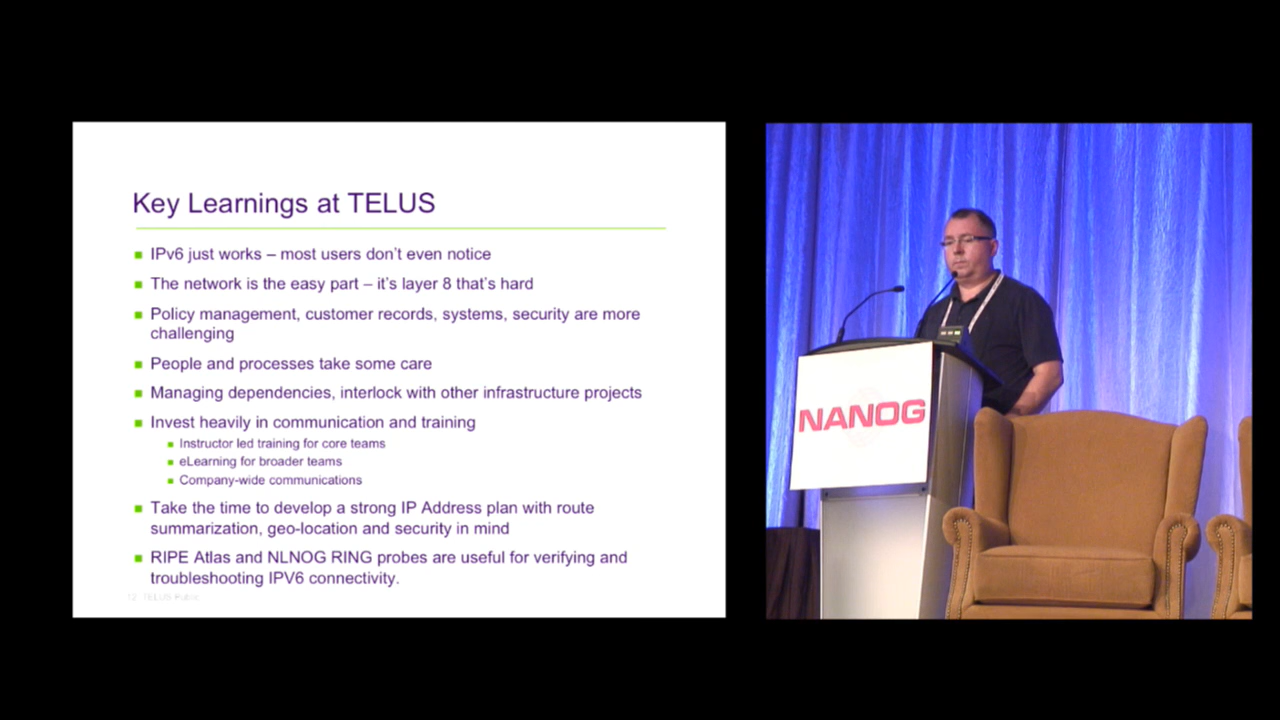 Key Learnings at TELUS
IPv6 just works – most users don't even notice
The network is the easy part – it's layer 8 that's hard
Policy management, customer records, systems, security are more
challenging
People and processes take some care
Managing dependencies, interlock with other infrastructure projects
Invest heavily in communication and training
Instructor led training for core teams
eLearning for broader teams
Company-wide communications
Take the time to develop a strong IP Address plan with route
summarization, geo-location and security in mind
RIPE Atlas and NLNOG RING probes are useful for verifying and
troubleshooting IPV6 connectivity.
12 TELUS Public
NANOG